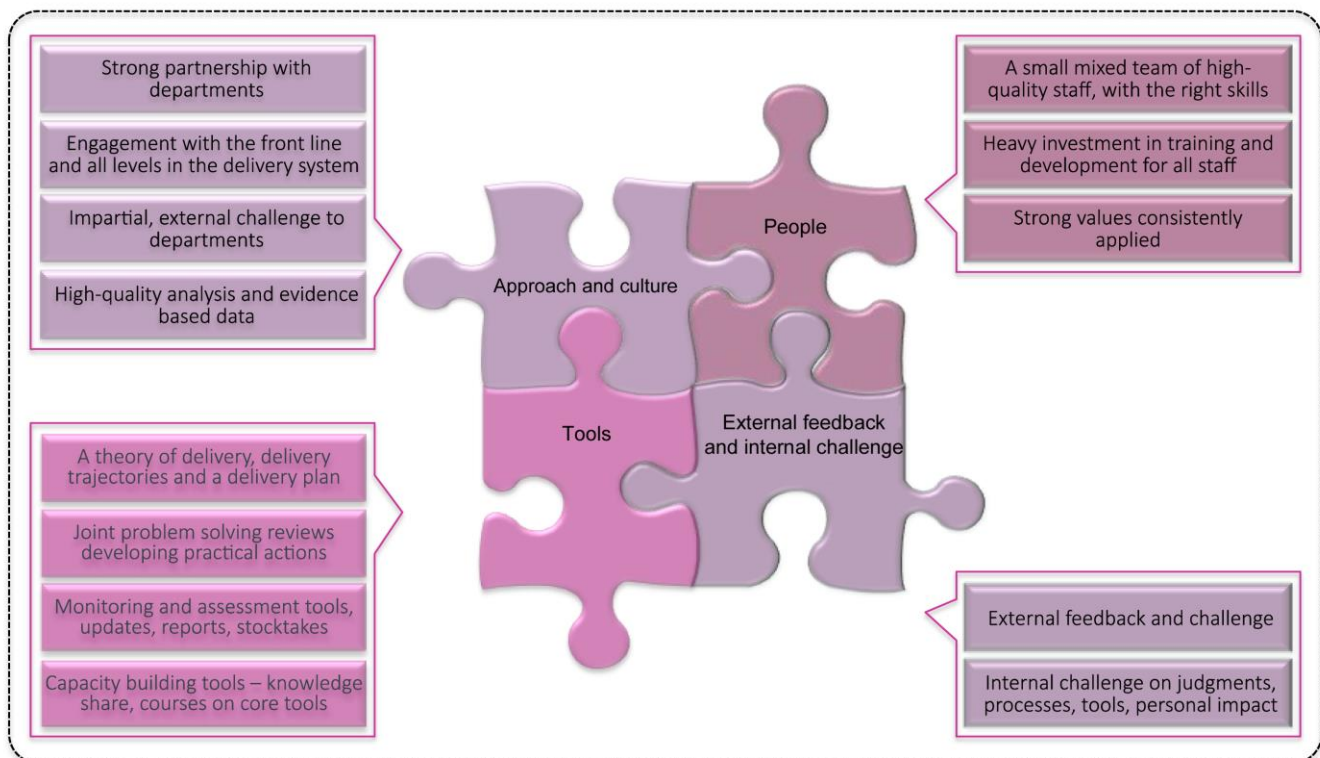 Strong partnership with
departments
Engagement with the front line
and all levels in the delivery system
Impartial, external challenge to
departments
High-quality analysis and evidence
based data
A small mixed team of high-
quality staff, with the right skills
Heavy investment in training and
development for all staff
Strong values consistently
applied
People
Approach and culture
Tools
External feedback
and internal challenge
A theory of delivery, delivery
trajectories and a delivery plan
Joint problem solving reviews
developing practical actions
Monitoring and assessment tools,
updates, reports, stocktakes
Capacity building tools – knowledge
share, courses on core tools
External feedback and challenge
Internal challenge on judgments,
processes, tools, personal impact